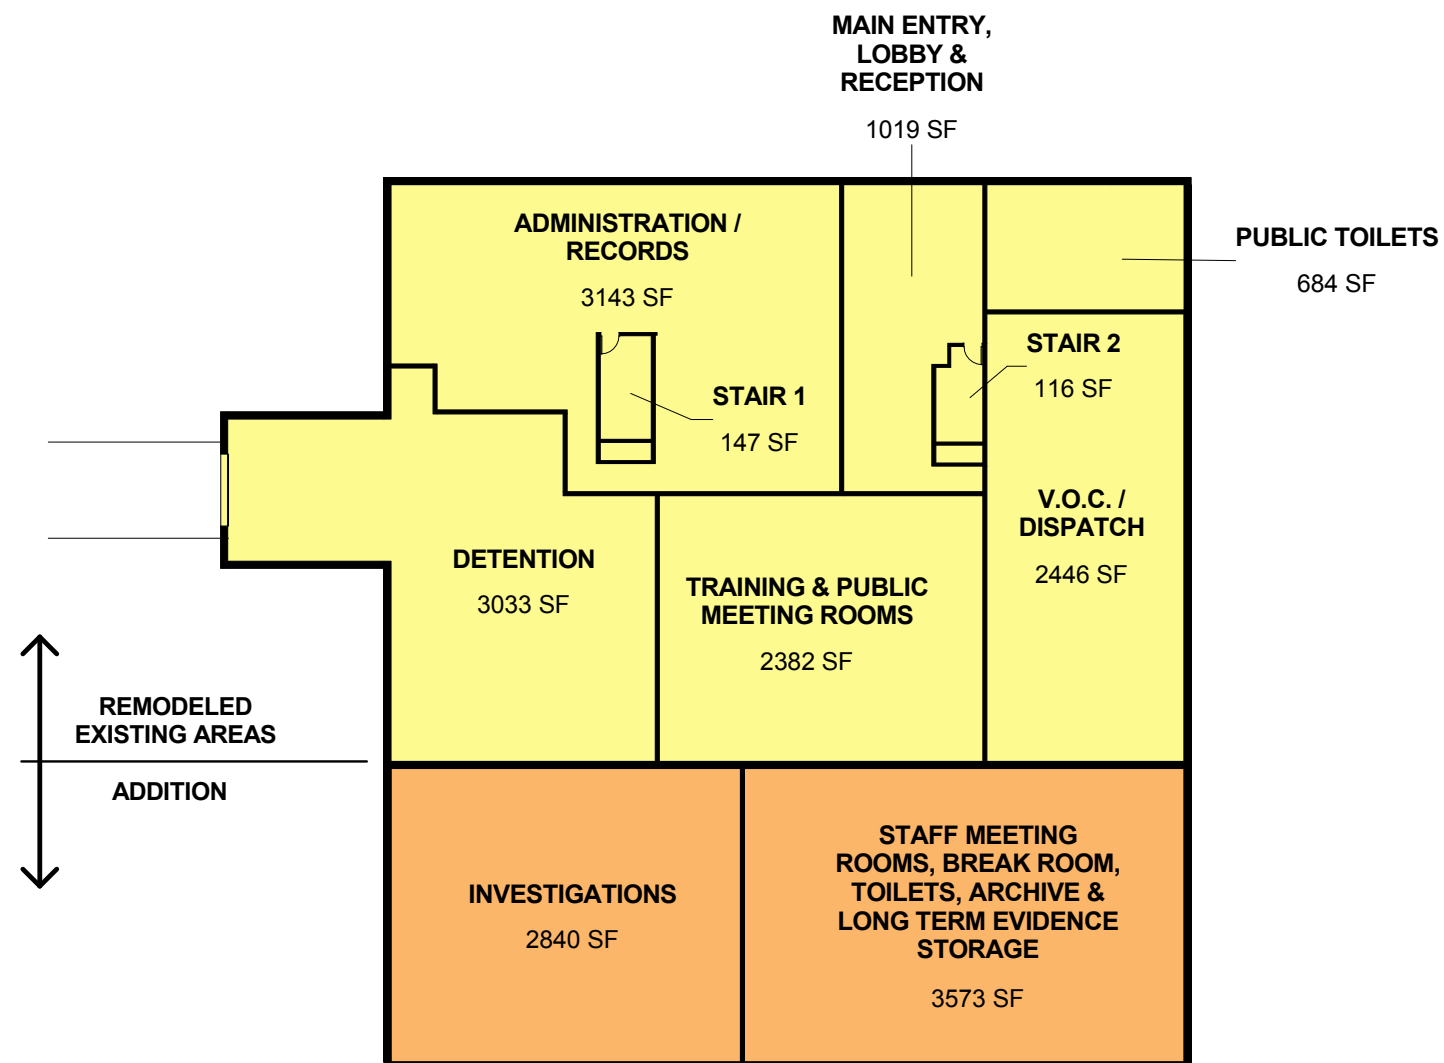 MAIN ENTRY,
LOBBY &
RECEPTION
1019 SF
ADMINISTRATION /
RECORDS
3143 SF
PUBLIC TOILETS
684 SF
STAIR 1
147 SF
STAIR 2
116 SF
V.O.C. /
DISPATCH
2446 SF
DETENTION
3033 SF
TRAINING & PUBLIC
MEETING ROOMS
2382 SF
REMODELED
EXISTING AREAS
ADDITION
INVESTIGATIONS
2840 SF
STAFF MEETING
ROOMS, BREAK ROOM,
TOILETS, ARCHIVE &
LONG TERM EVIDENCE
STORAGE
3573 SF